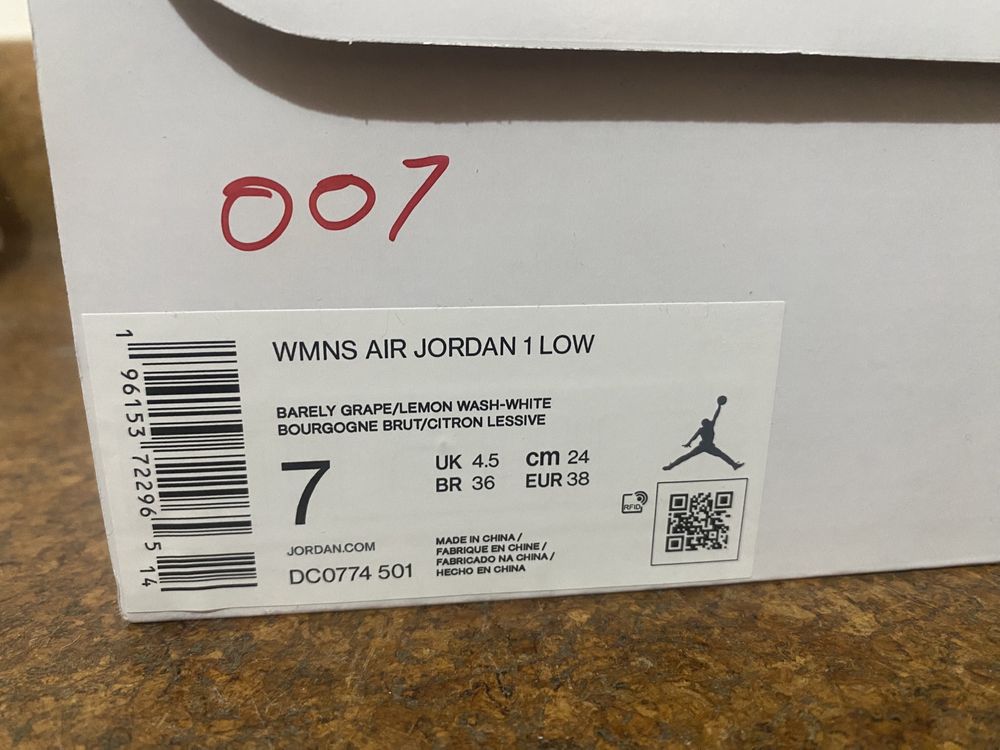 007
WMNS AIR JORDAN 1 LOW
BARELY GRAPE/LEMON WASH-WHITE
BOURGOGNE BRUT/CITRON LESSIVE
7
UK 4.5 cm 24
BR 36 EUR 38
RFID
JORDAN.COM
DC0774 501
MADE IN CHINA /
FABRIQUE EN CHINE /
FABRICADO NA CHINA /
HECHO EN CHINA
1 96153 72296 5 14